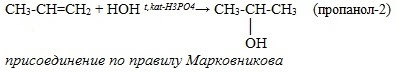 CH₃-CH=CH₂ + HOH t,kat-H3PO4→ CH₃-CH-CH₃ (пропанол-2)
OH
присоединение по правилу Марковникова